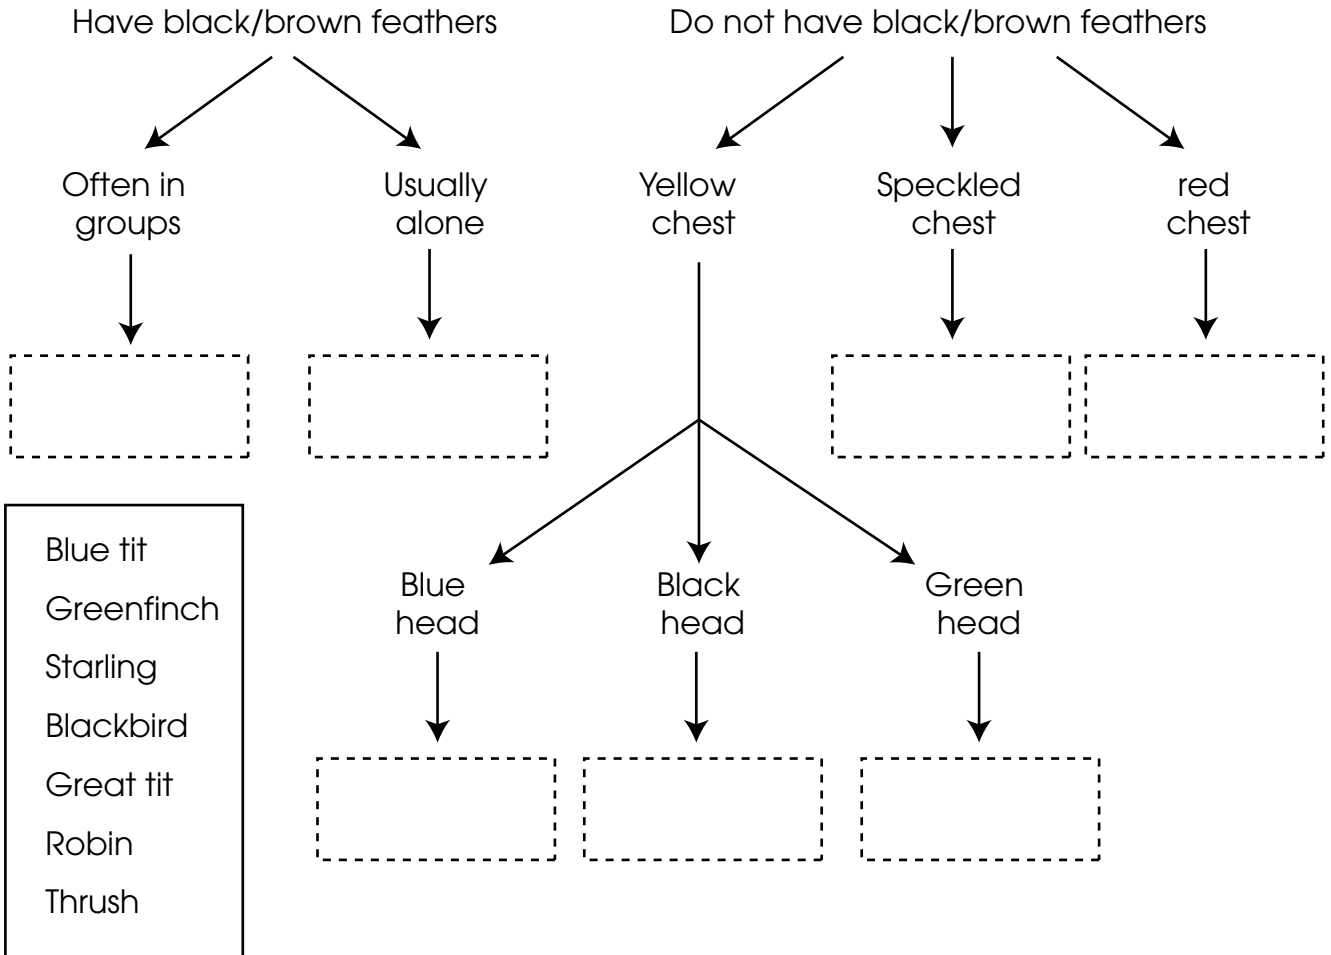 Have black/brown feathers
Do not have black/brown feathers
Often in
groups
Usually
alone
Yellow
chest
Speckled
chest
red
chest
Blue
head
Black
head
Green
head
Blue tit
Greenfinch
Starling
Blackbird
Great tit
Robin
Thrush